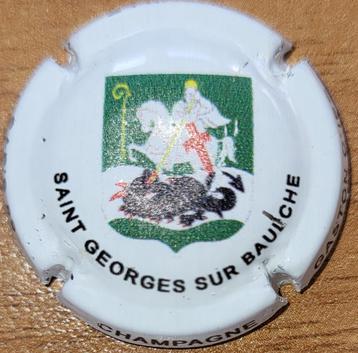 SAINT GEORGES SUR BAULCHE
CHAMPAGNE GASTON